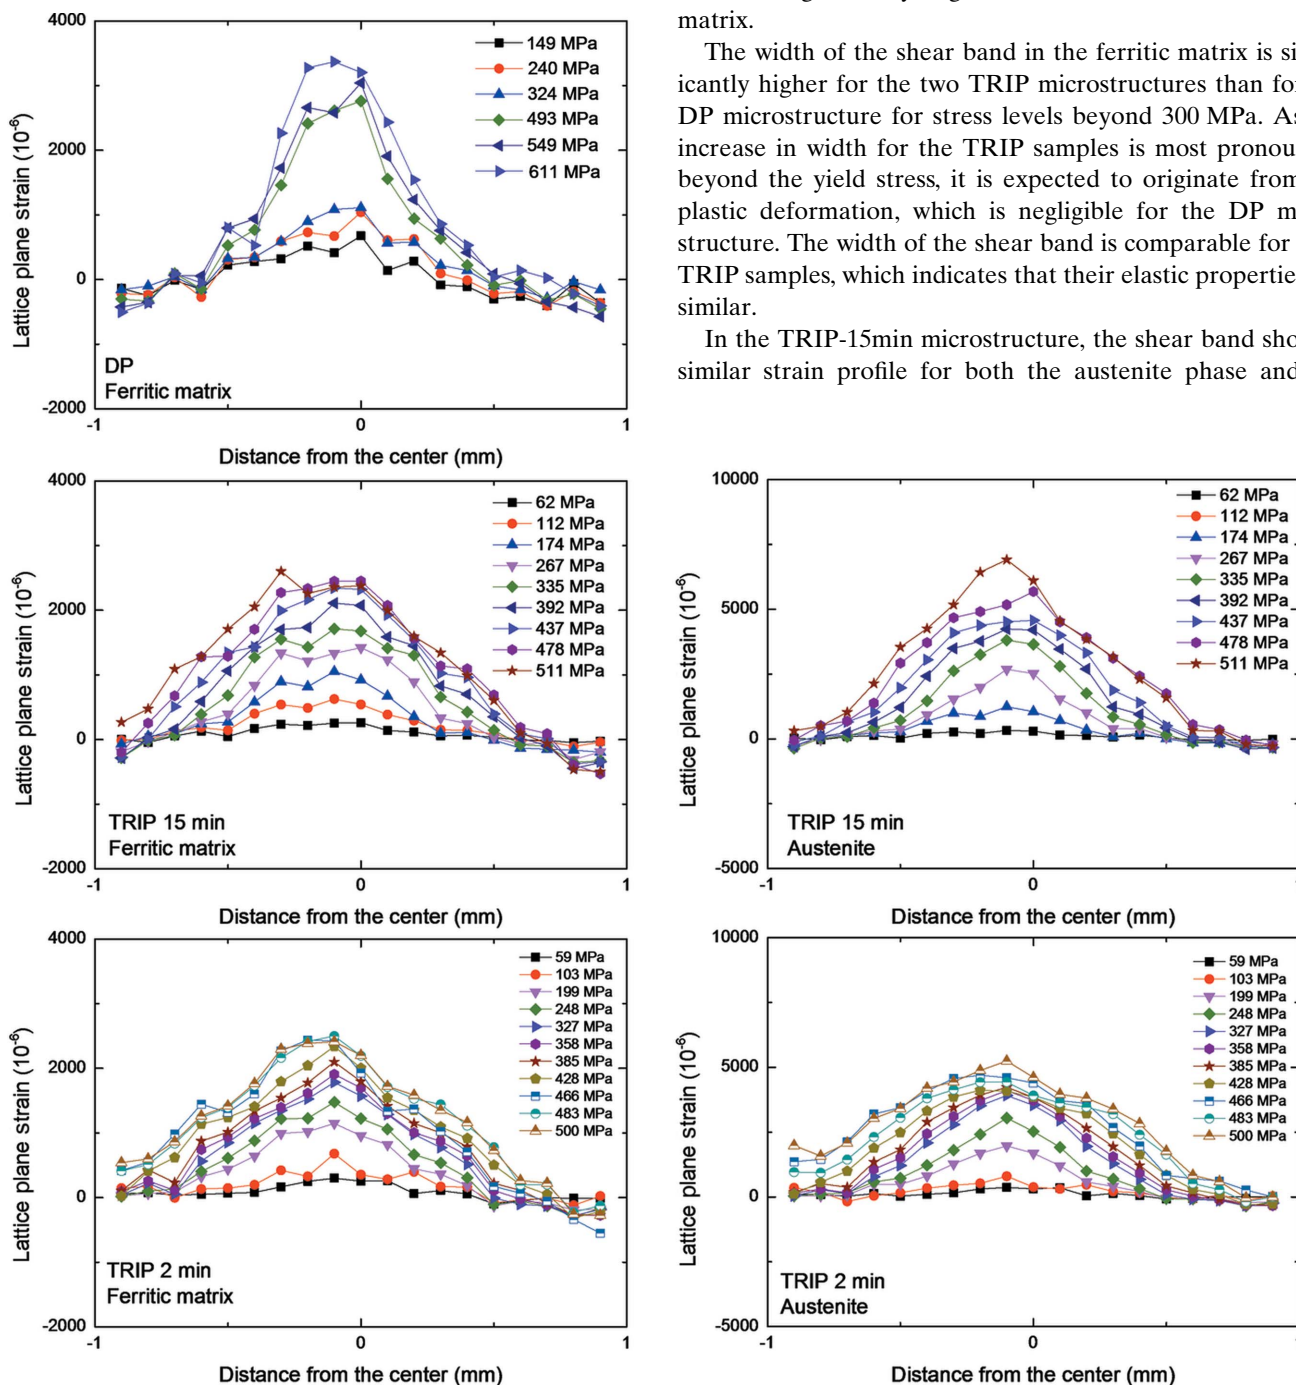 matrix.
The width of the shear band in the ferritic matrix is si
icantly higher for the two TRIP microstructures than fo
DP microstructure for stress levels beyond 300 MPa. As
increase in width for the TRIP samples is most pronou
beyond the yield stress, it is expected to originate from
plastic deformation, which is negligible for the DP m
structure. The width of the shear band is comparable for
TRIP samples, which indicates that their elastic propertie
similar.
In the TRIP-15min microstructure, the shear band sho
similar strain profile for both the austenite phase and
4000
2000
0
-2000
Lattice plane strain (10-6)
149 MPa
240 MPa
324 MPa
493 MPa
549 MPa
611 MPa
DP
Ferritic matrix
-1
0
1
Distance from the center (mm)
4000
2000
0
-2000
Lattice plane strain (10-6)
62 MPa
112 MPa
174 MPa
267 MPa
335 MPa
392 MPa
437 MPa
478 MPa
511 MPa
TRIP 15 min
Ferritic matrix
-1
0
1
Distance from the center (mm)
10000
5000
0
-5000
Lattice plane strain (10-6)
62 MPa
112 MPa
174 MPa
267 MPa
335 MPa
392 MPa
437 MPa
478 MPa
511 MPa
TRIP 15 min
Austenite
-1
0
1
Distance from the center (mm)
4000
2000
0
-2000
Lattice plane strain (10-6)
59 MPa
103 MPa
199 MPa
248 MPa
327 MPa
358 MPa
385 MPa
428 MPa
466 MPa
483 MPa
500 MPa
TRIP 2 min
Ferritic matrix
-1
0
1
Distance from the center (mm)
10000
5000
0
-5000
Lattice plane strain (10-6)
59 MPa
103 MPa
199 MPa
248 MPa
327 MPa
358 MPa
385 MPa
428 MPa
466 MPa
483 MPa
500 MPa
TRIP 2 min
Austenite
-1
0
1
Distance from the center (mm)